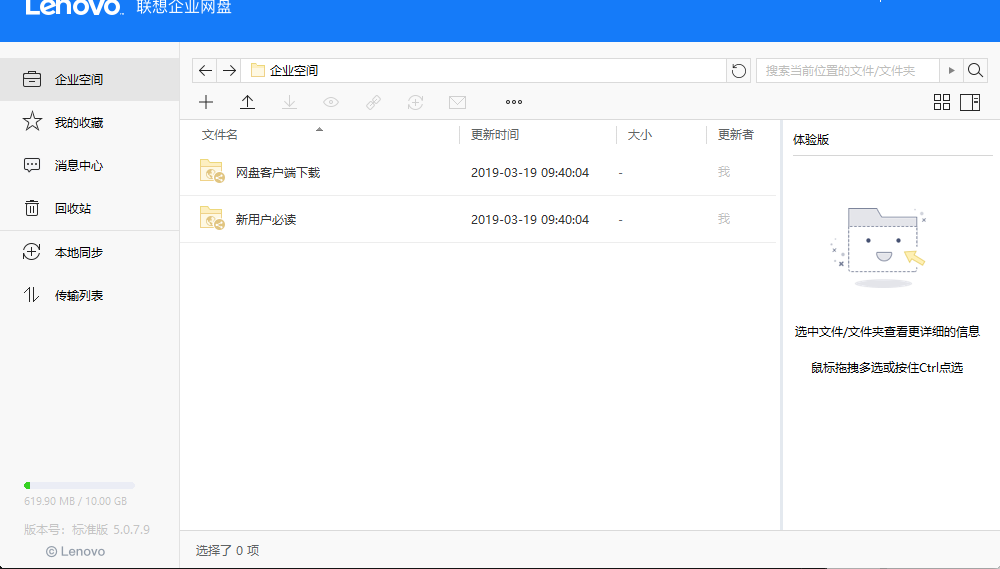 Lenovo 联想企业网盘
企业空间
我的收藏
消息中心
回收站
本地同步
传输列表
619.90 MB / 10.00 GB
版本号：标准版 5.0.7.9
© Lenovo
企业空间
搜索当前位置的文件/文件夹
文件名 更新时间 大小 更新者
网盘客户端下载 2019-03-19 09:40:04 - 我
新用户必读 2019-03-19 09:40:04 - 我
体验版
选中文件/文件夹查看更详细的信息
鼠标拖拽多选或按住Ctrl点选
选择了 0 项